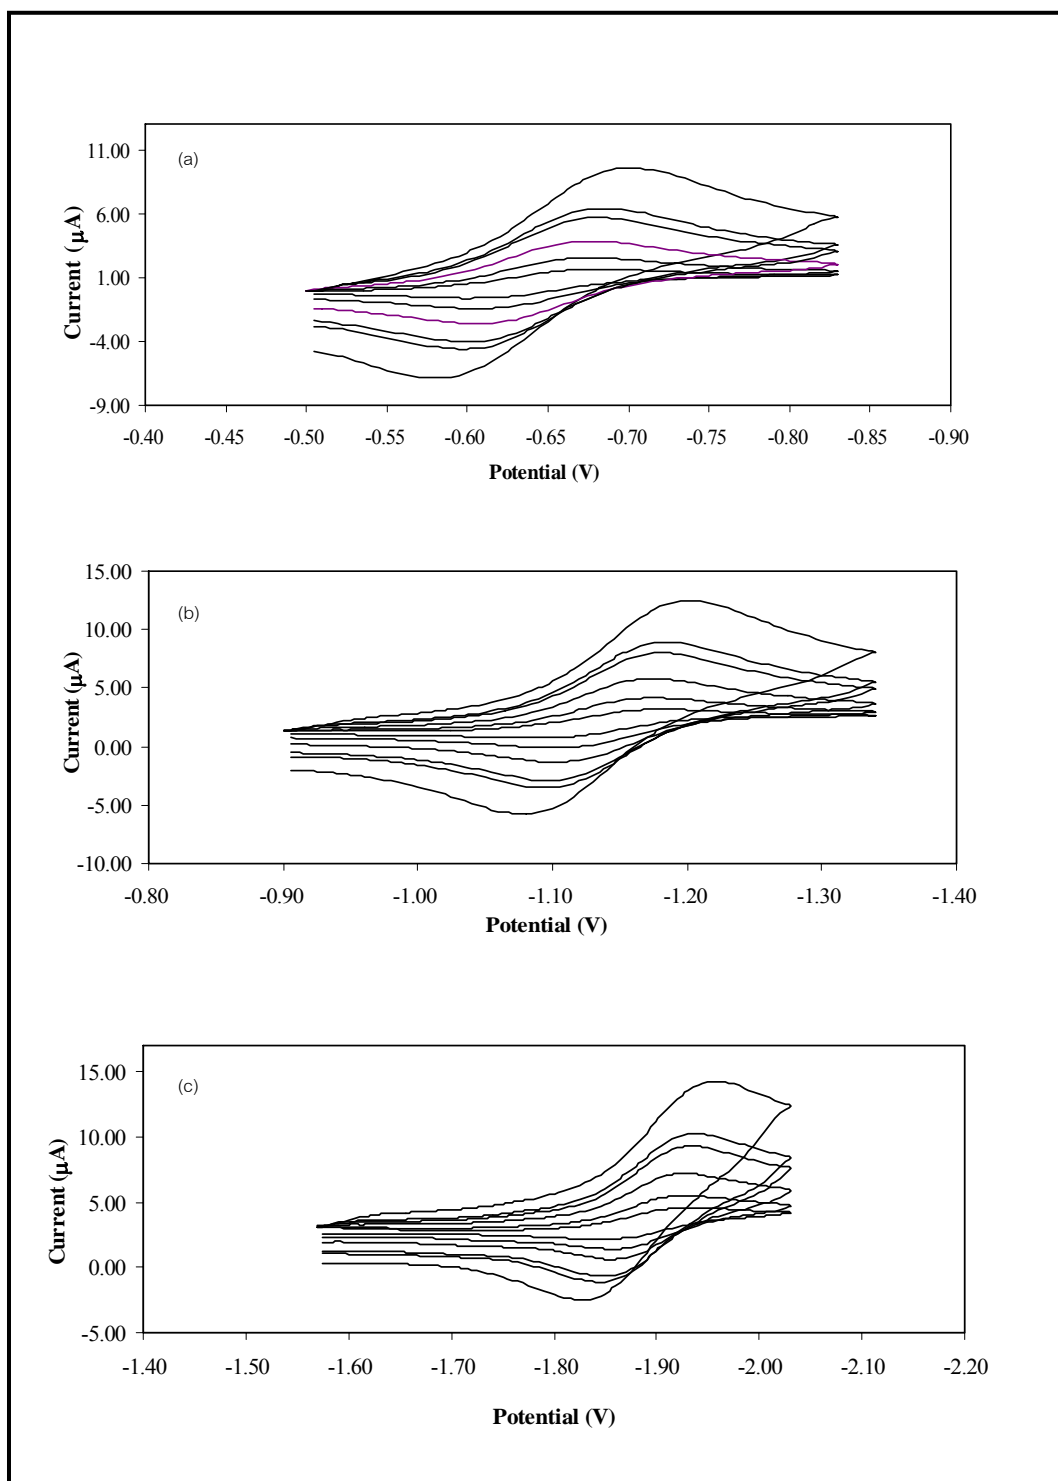 (a)
11.00
6.00
1.00
-4.00
-9.00
Current (µA)
-0.40 -0.45 -0.50 -0.55 -0.60 -0.65 -0.70 -0.75 -0.80 -0.85 -0.90
Potential (V)
(b)
15.00
10.00
5.00
0.00
-5.00
-10.00
Current (µA)
-0.80 -0.90 -1.00 -1.10 -1.20 -1.30 -1.40
Potential (V)
(c)
15.00
10.00
5.00
0.00
-5.00
Current (µA)
-1.40 -1.50 -1.60 -1.70 -1.80 -1.90 -2.00 -2.10 -2.20
Potential (V)